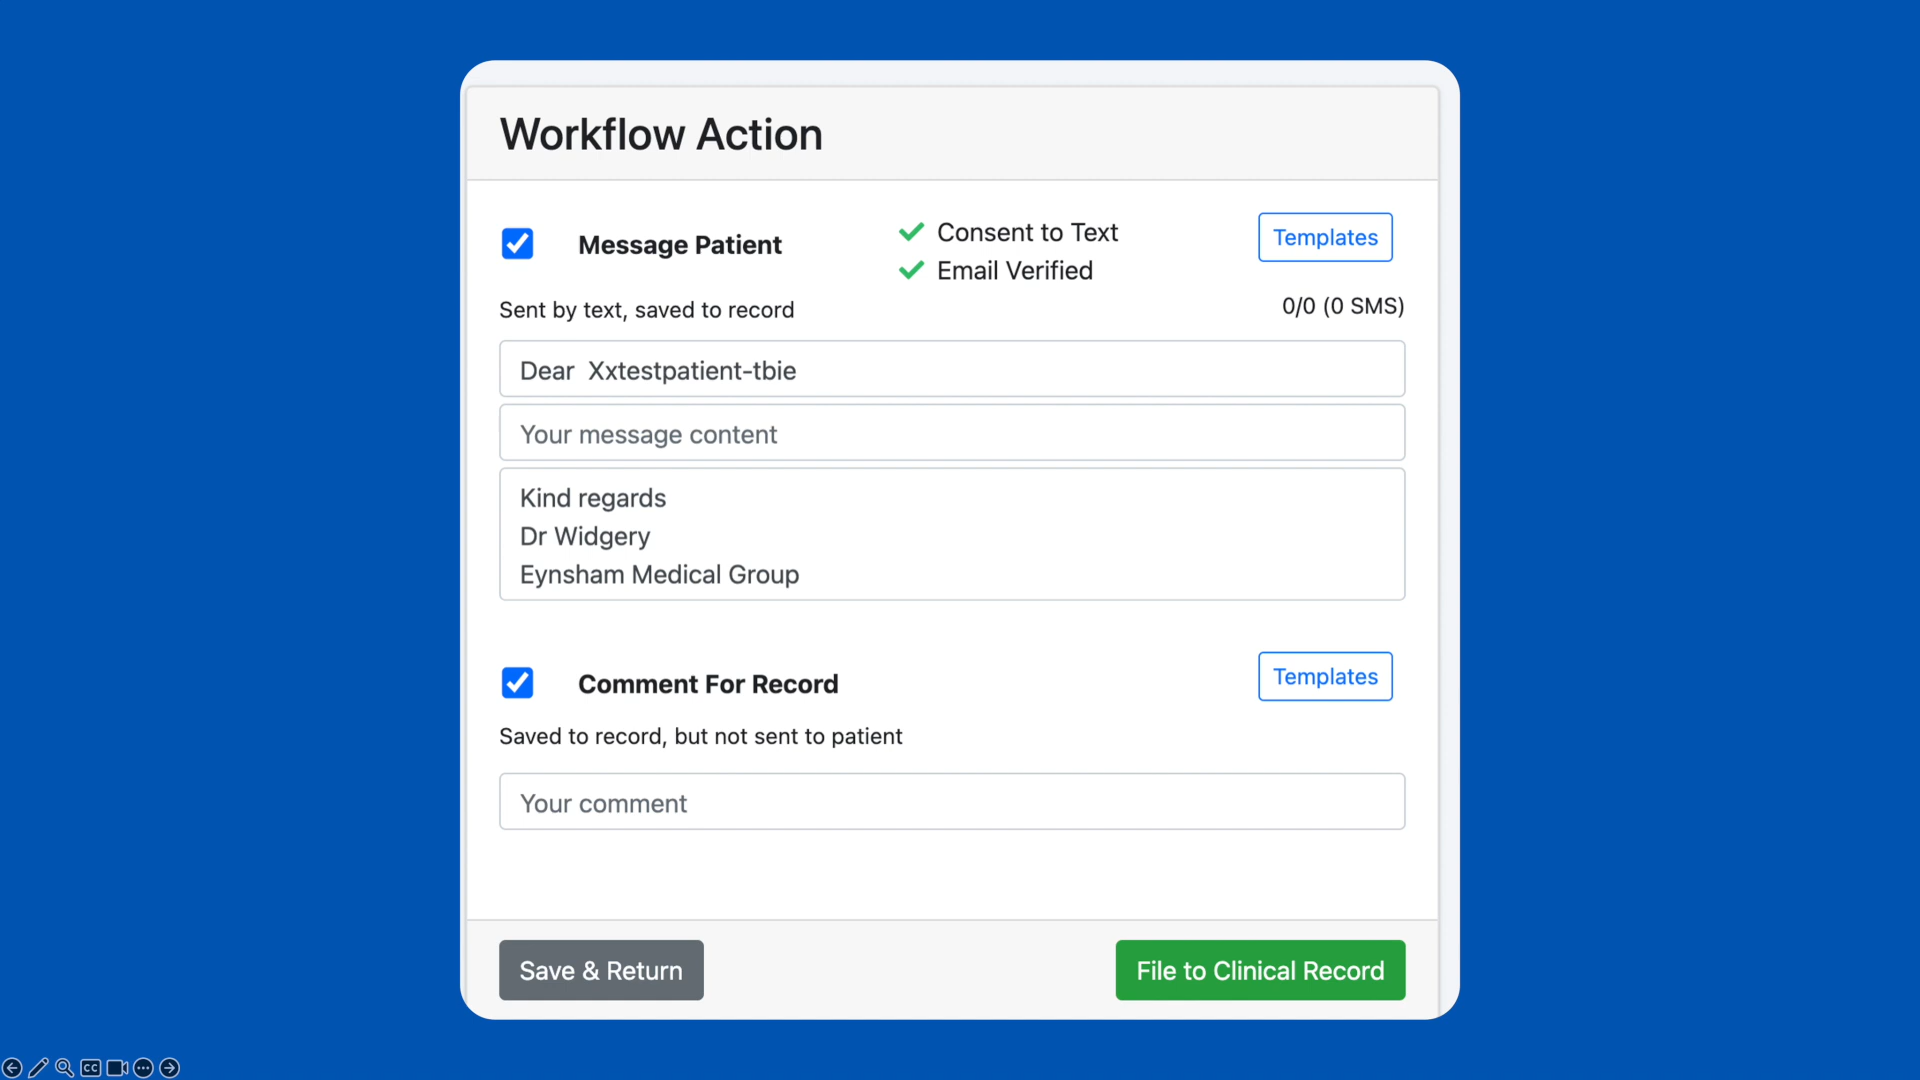 Workflow Action
Message Patient
Consent to Text
Email Verified
Templates
Sent by text, saved to record
0/0 (0 SMS)
Dear  Xxtestpatient-tbie
Your message content
Kind regards
Dr Widgery
Eynsham Medical Group
Comment For Record
Templates
Saved to record, but not sent to patient
Your comment
Save & Return
File to Clinical Record
CC